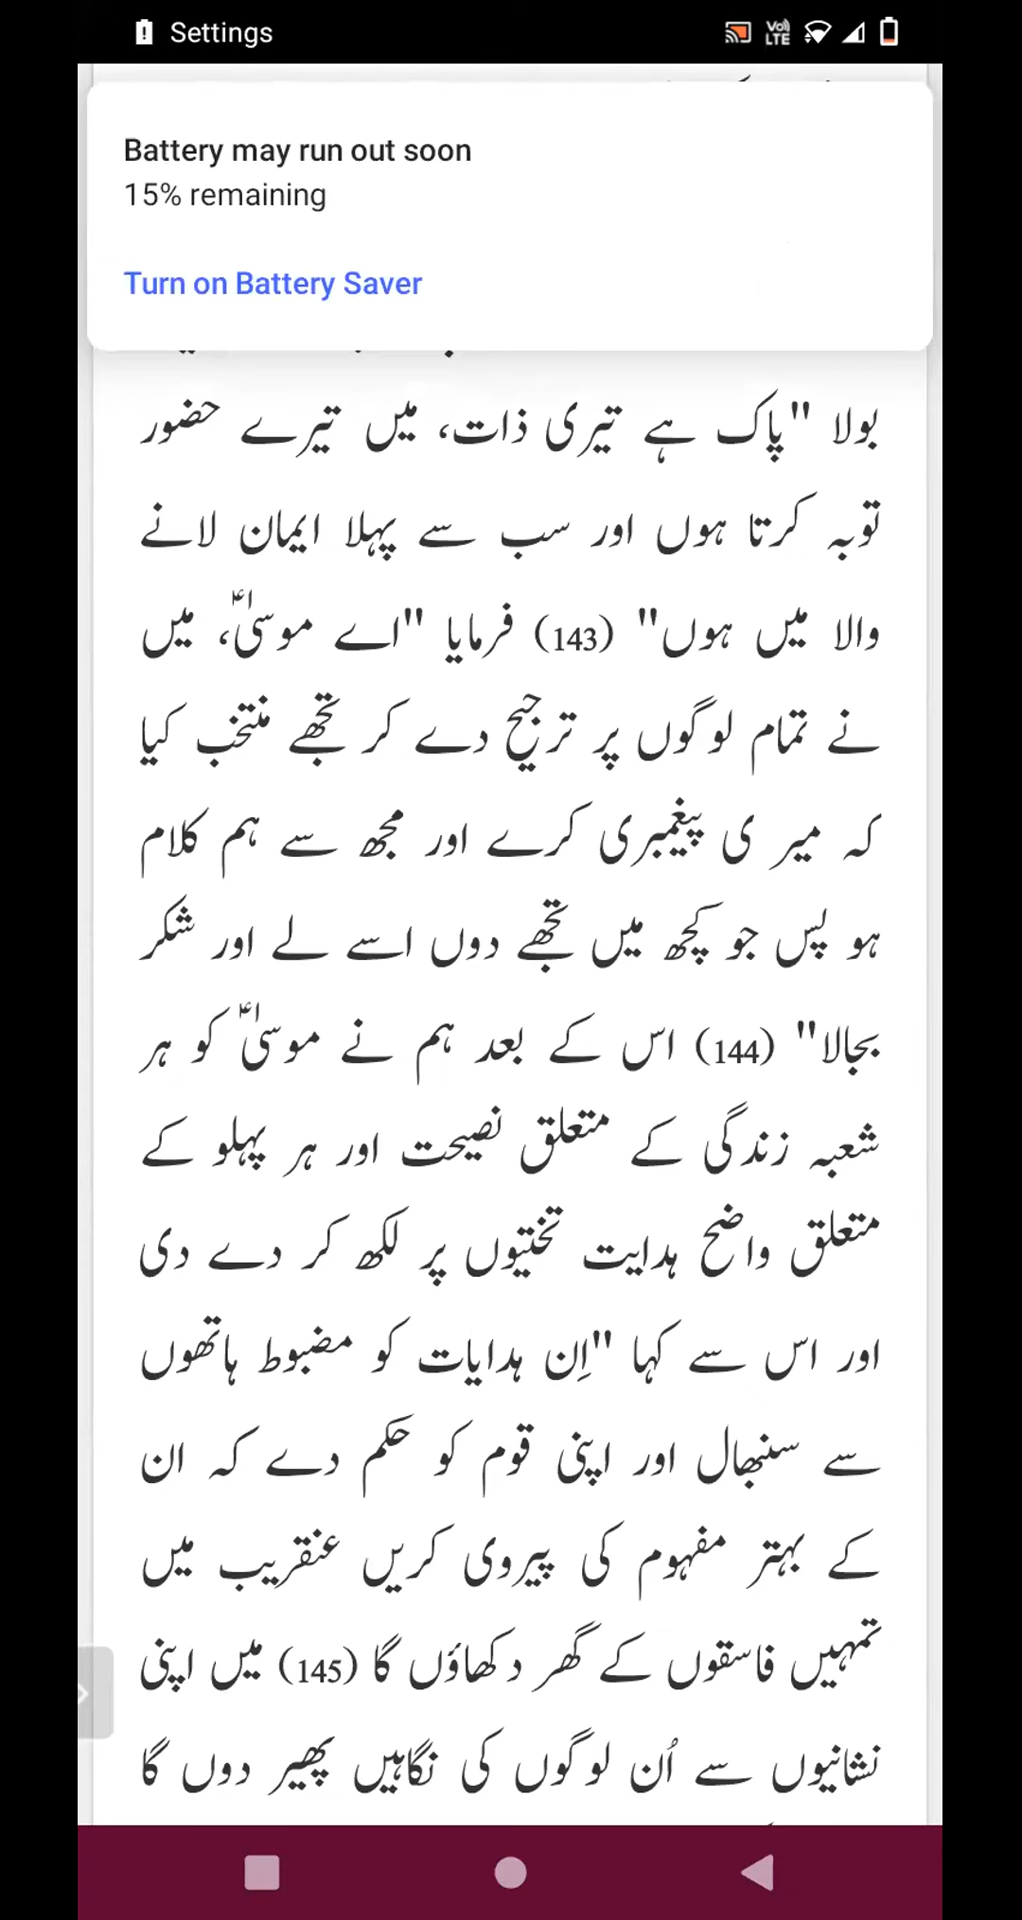 Settings
Vo)) LTE
Battery may run out soon
15% remaining
Turn on Battery Saver
بولا "پاک ہے تیری ذات، میں تیرے حضور
توبہ کرتا ہوں اور سب سے پہلا ایمان لانے
والا میں ہوں" (143) فرمایا "اے موسیٰؑ، میں
نے تمام لوگوں پر ترجیح دے کر تجھے منتخب کیا
کہ میر ی پیغمبری کرے اور مجھ سے ہم کلام
ہو پس جو کچھ میں تجھے دوں اسے لے اور شکر
بجالا" (144) اس کے بعد ہم نے موسیٰؑ کو ہر
شعبہ زندگی کے متعلق نصیحت اور ہر پہلو کے
متعلق واضح ہدایت تختیوں پر لکھ کر دے دی
اور اس سے کہا "اِن ہدایات کو مضبوط ہاتھوں
سے سنبھال اور اپنی قوم کو حکم دے کہ ان
کے بہتر مفہوم کی پیروی کریں عنقریب میں
تمہیں فاسقوں کے گھر دکھاؤں گا (145) میں اپنی
نشانیوں سے اُن لوگوں کی نگاہیں پھیر دوں گا